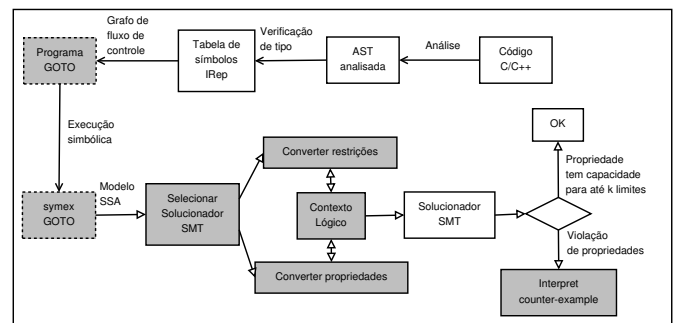 Grafo de
fluxo de
controle
Verificação
de tipo
Análise
Programa
GOTO
Tabela de
símbolos
IRep
AST
analisada
Código
C/C++
Execução
simbólica
OK
Converter restrições
Propriedade
tem capacidade
para até k limites
Modelo
SSA
symex
GOTO
Selecionar
Solucionador
SMT
Contexto
Lógico
Solucionador
SMT
Violação
de propriedades
Converter propriedades
Interpret
counter-example